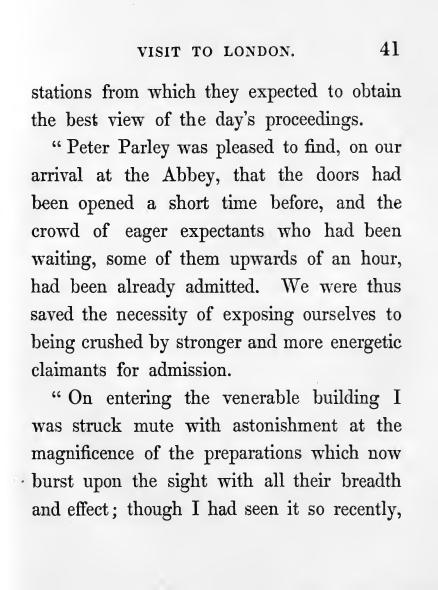 VISIT TO LONDON. 41
stations from which they expected to obtain
the best view of the day's proceedings.
“ Peter Parley was pleased to find, on our
arrival at the Abbey, that the doors had
been opened a short time before, and the
crowd of eager expectants who had been
waiting, some of them upwards of an hour,
had been already admitted. We were thus
saved the necessity of exposing ourselves to
being crushed by stronger and more energetic
claimants for admission.
“ On entering the venerable building I
was struck mute with astonishment at the
magnificence of the preparations which now
burst upon the sight with all their breadth
and effect; though I had seen it so recently,